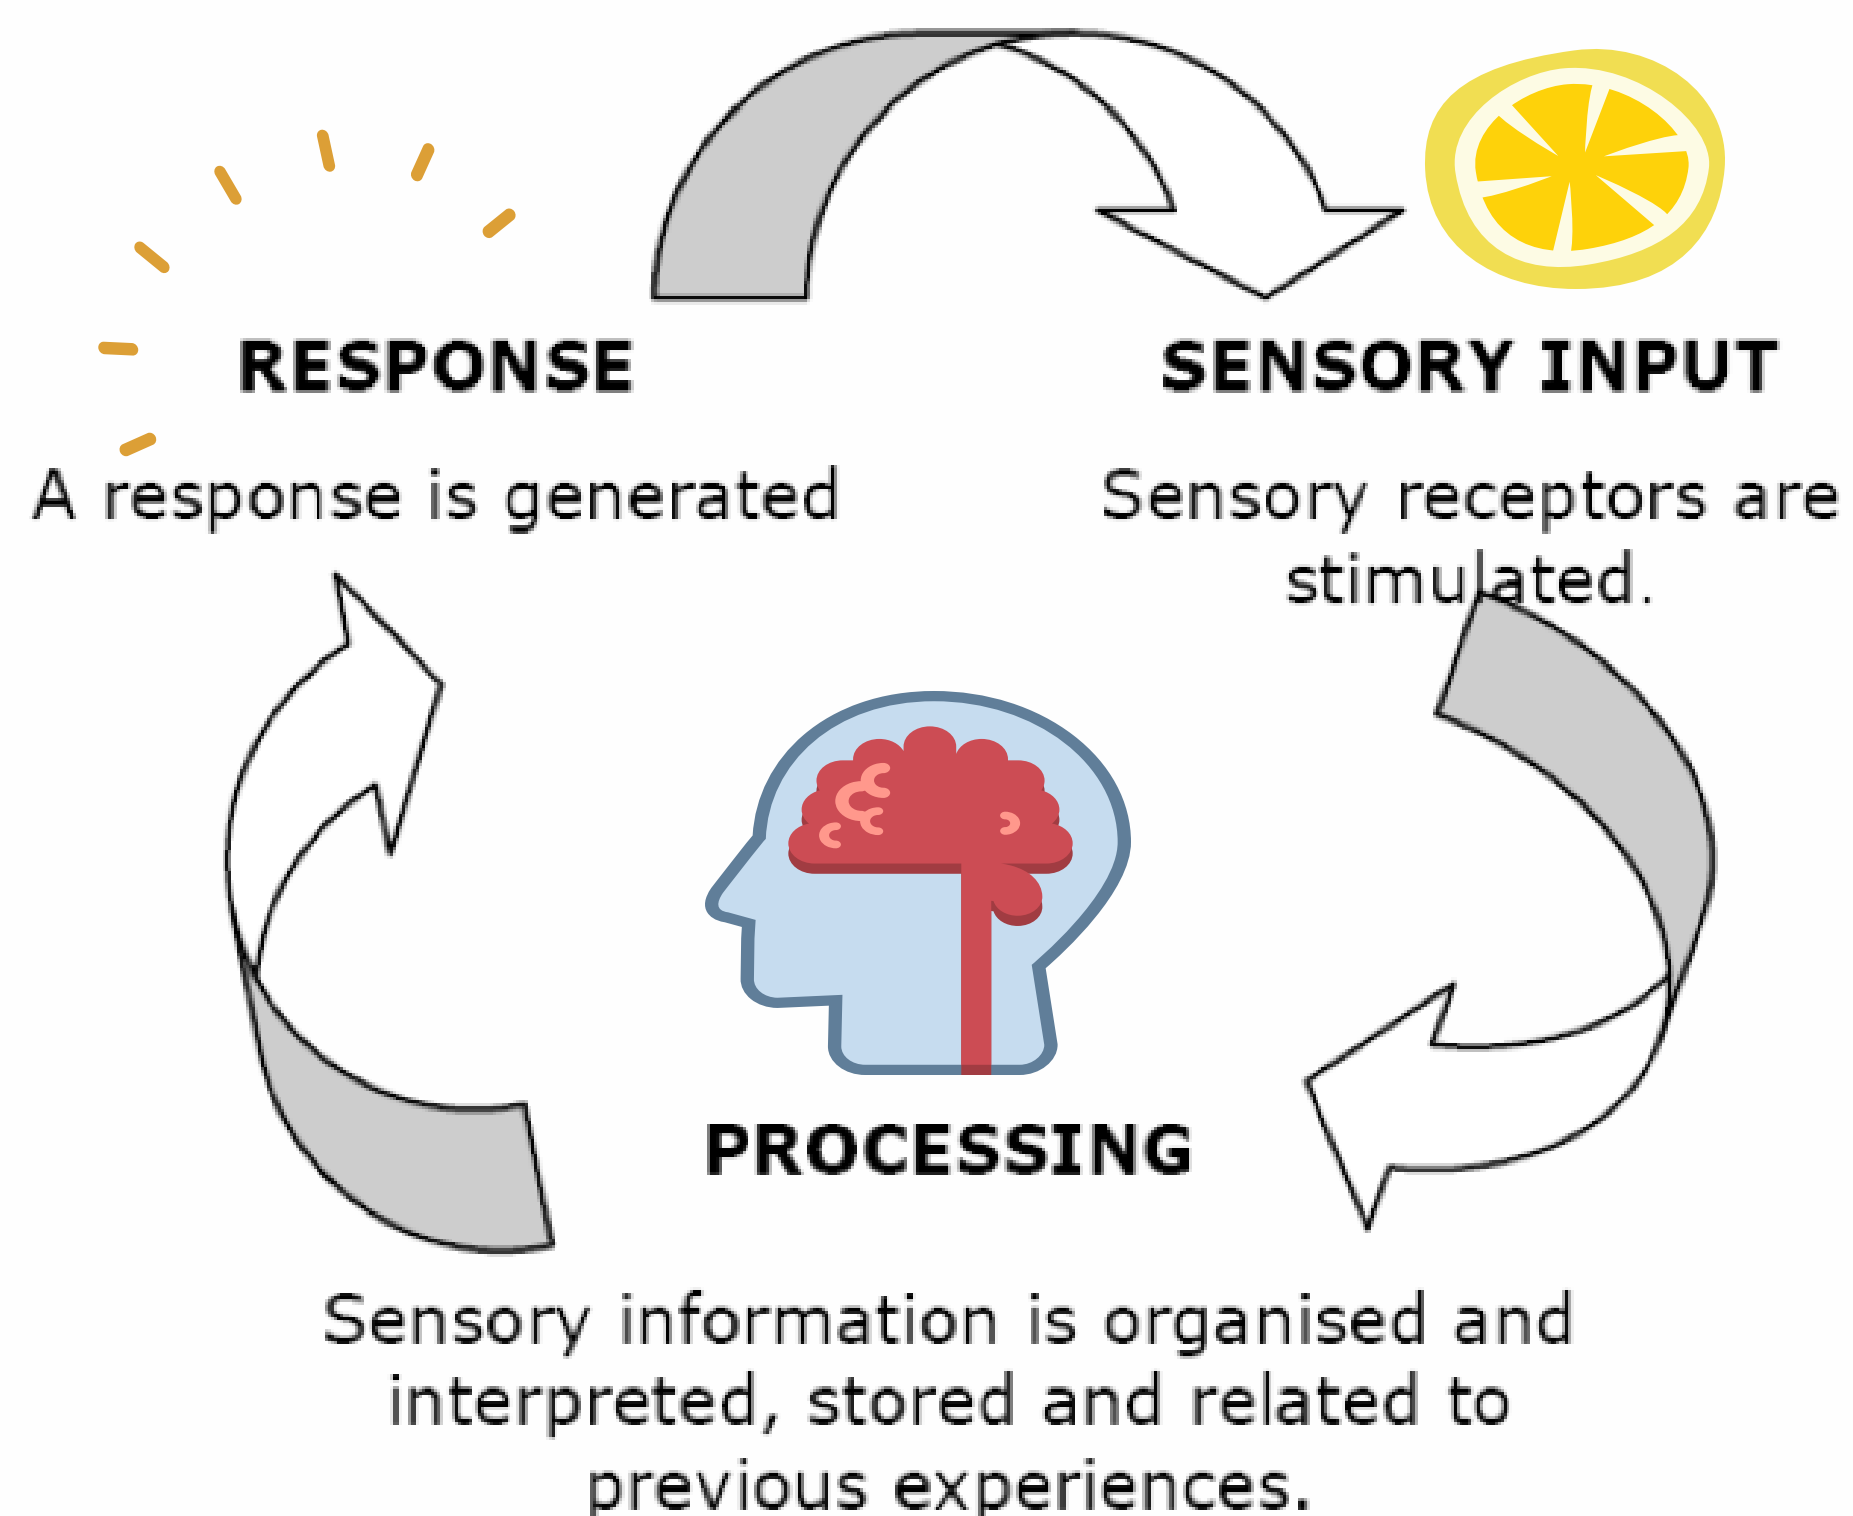 RESPONSE
A response is generated
SENSORY INPUT
Sensory receptors are
stimulated.
PROCESSING
Sensory information is organised and
interpreted, stored and related to
previous experiences.